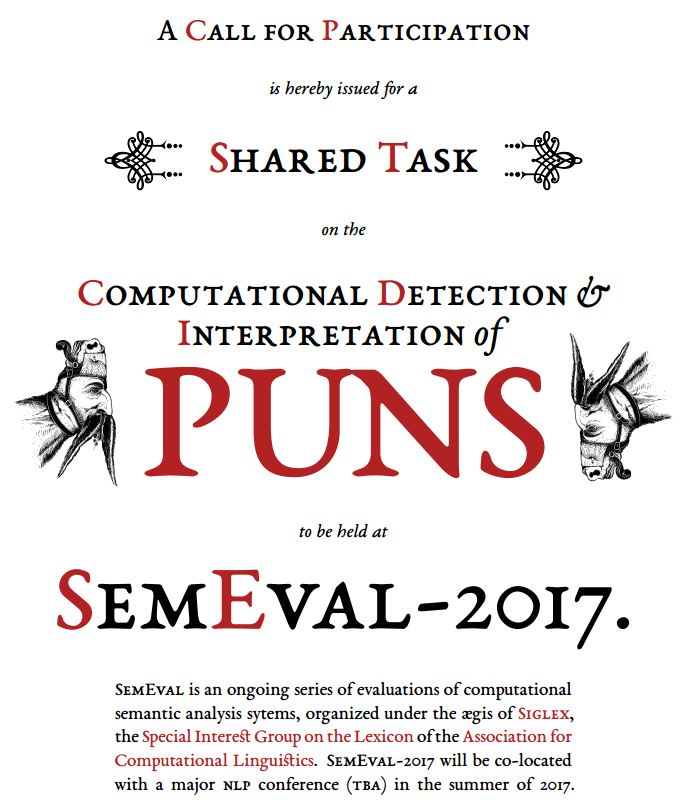 A Call for Participation
is hereby issued for a
Shared Task
on the
Computational Detection &
Interpretation of
PUNS
to be held at
SemEval-2017.
SemEval is an ongoing series of evaluations of computational
semantic analysis sytems, organized under the ægis of Siglex,
the Special Interest Group on the Lexicon of the Association for
Computational Linguistics. SemEval-2017 will be co-located
with a major nlp conference (tba) in the summer of 2017.